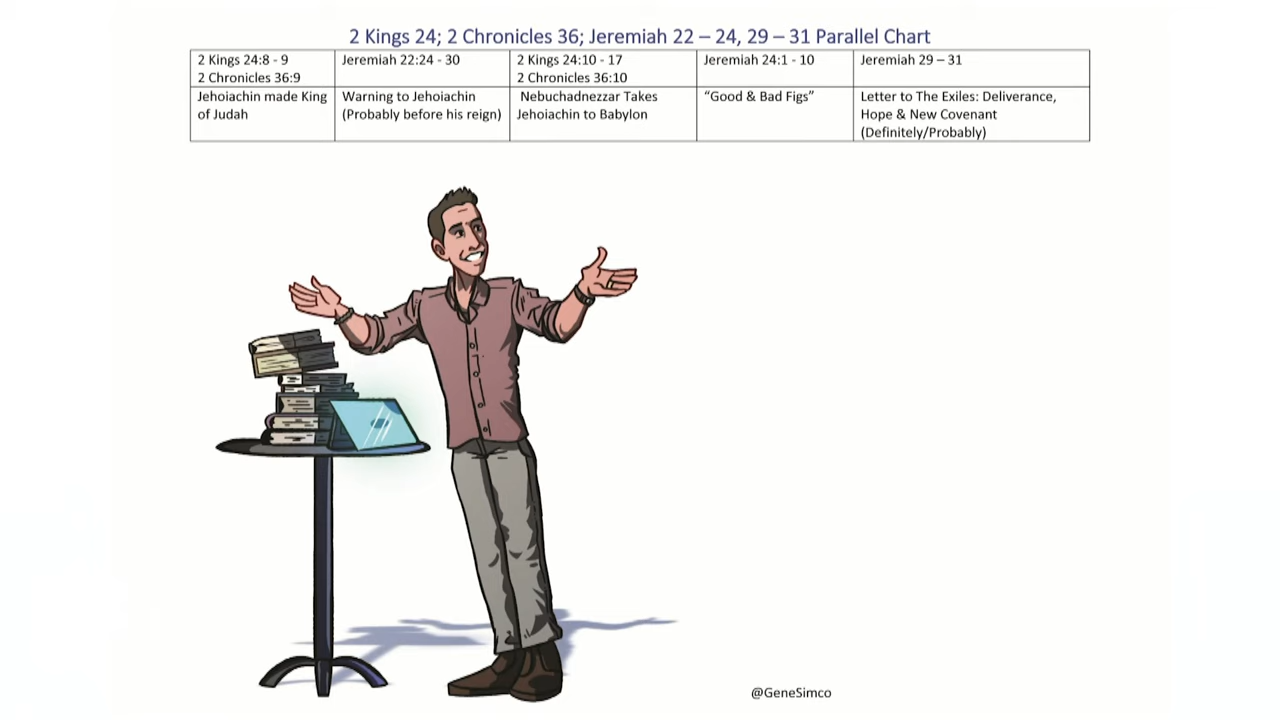 2 Kings 24; 2 Chronicles 36; Jeremiah 22 – 24, 29 – 31 Parallel Chart
2 Kings 24:8 - 9
2 Chronicles 36:9
Jeremiah 22:24 - 30
2 Kings 24:10 - 17
2 Chronicles 36:10
Jeremiah 24:1 - 10
Jeremiah 29 – 31
Jehoiachin made King
of Judah
Warning to Jehoiachin
(Probably before his reign)
Nebuchadnezzar Takes
Jehoiachin to Babylon
“Good & Bad Figs”
Letter to The Exiles: Deliverance,
Hope & New Covenant
(Definitely/Probably)
@GeneSimco